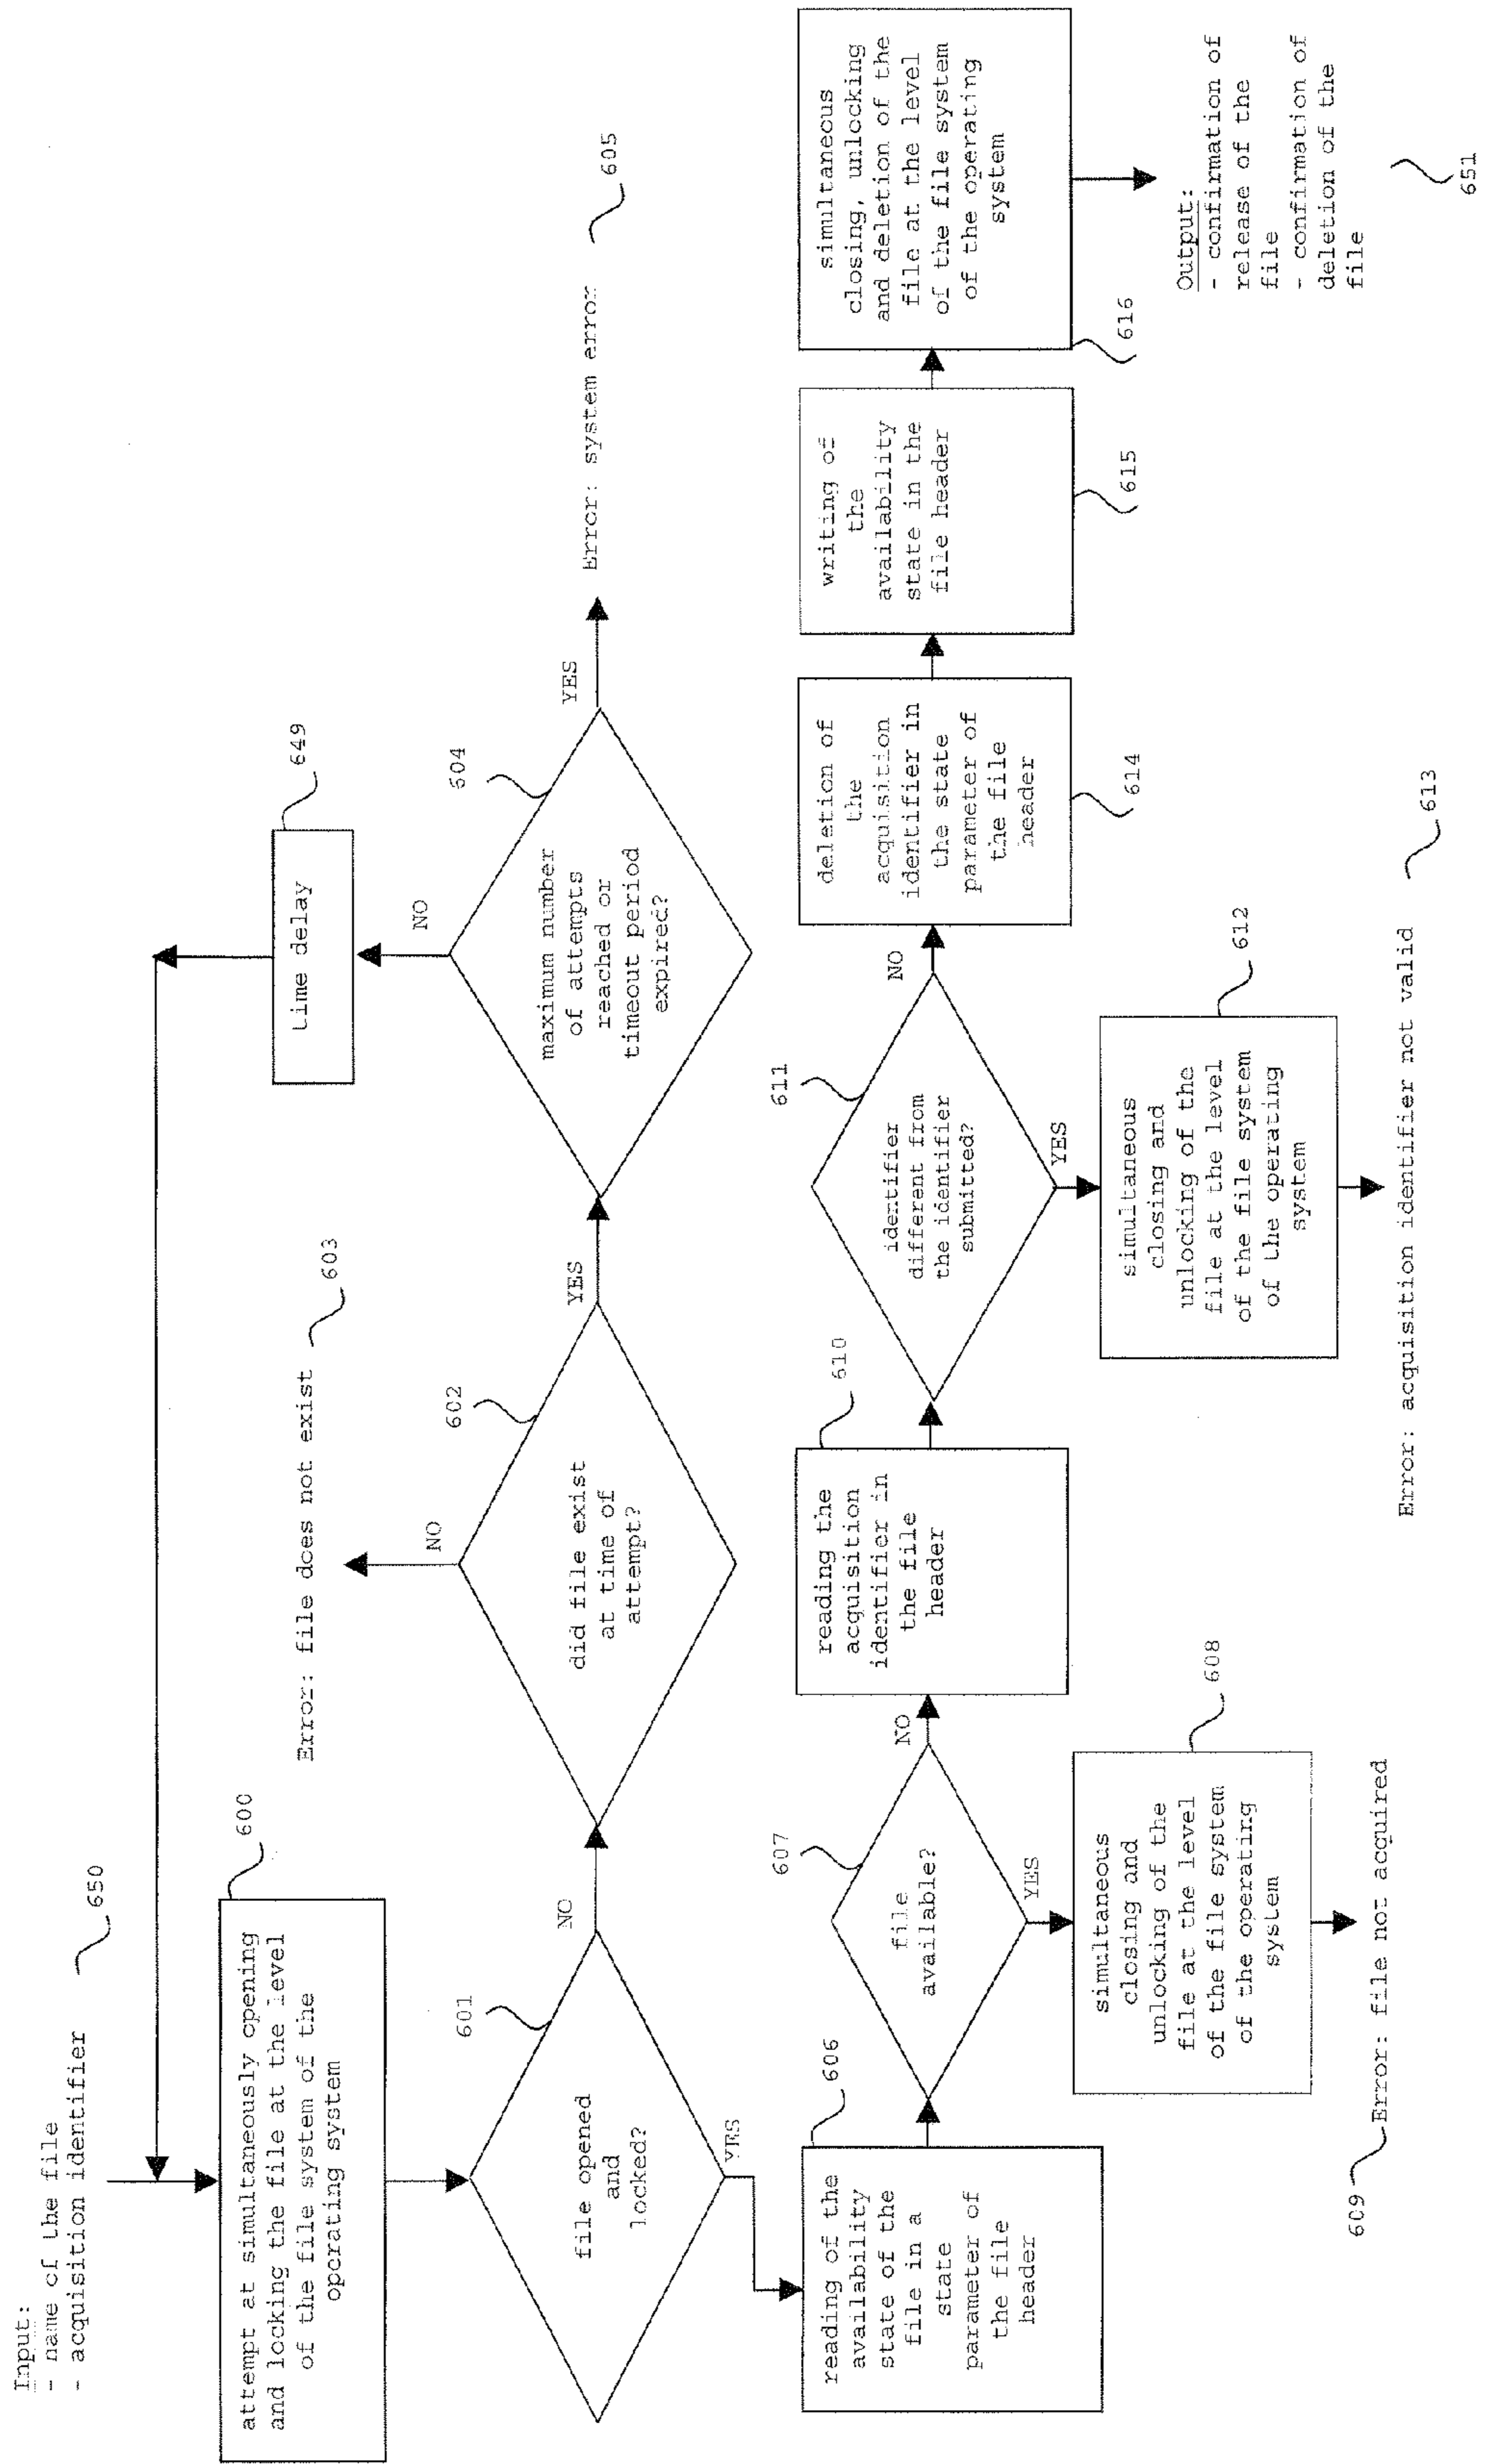 Input:
- name of the file
- acquisition identifier
650
600
attempt at simultaneously opening
and locking the file at the level
of the file system of the
operating system
601
file opened
and
locked?
NO
YES
602
did file exist
at time of
attempt?
NO
Error: file does not exist
603
YES
604
maximum number
of attempts
reached or
timeout period
expired?
NO
time delay
649
YES
Error: system error
605
606
reading of the
availability
state of the
file in a
state
parameter of
the file
header
607
file
available?
NO
YES
608
simultaneous
closing and
unlocking of the
file at the level
of the file system
of the operating
system
609
Error: file not acquired
610
reading the
acquisition
identifier in
the file
header
611
identifier
different from
the identifier
submitted?
NO
YES
612
simultaneous
closing and
unlocking of the
file at the level
of the file system
of the operating
system
Error: acquisition identifier not valid
613
deletion of
the
acquisition
identifier in
the state
parameter of
the file
header
614
writing of
the
availability
state in the
file header
615
simultaneous
closing, unlocking
and deletion of the
file at the level
of the file system
of the operating
system
616
Output:
- confirmation of
release of the
file
- confirmation of
deletion of the
file
651